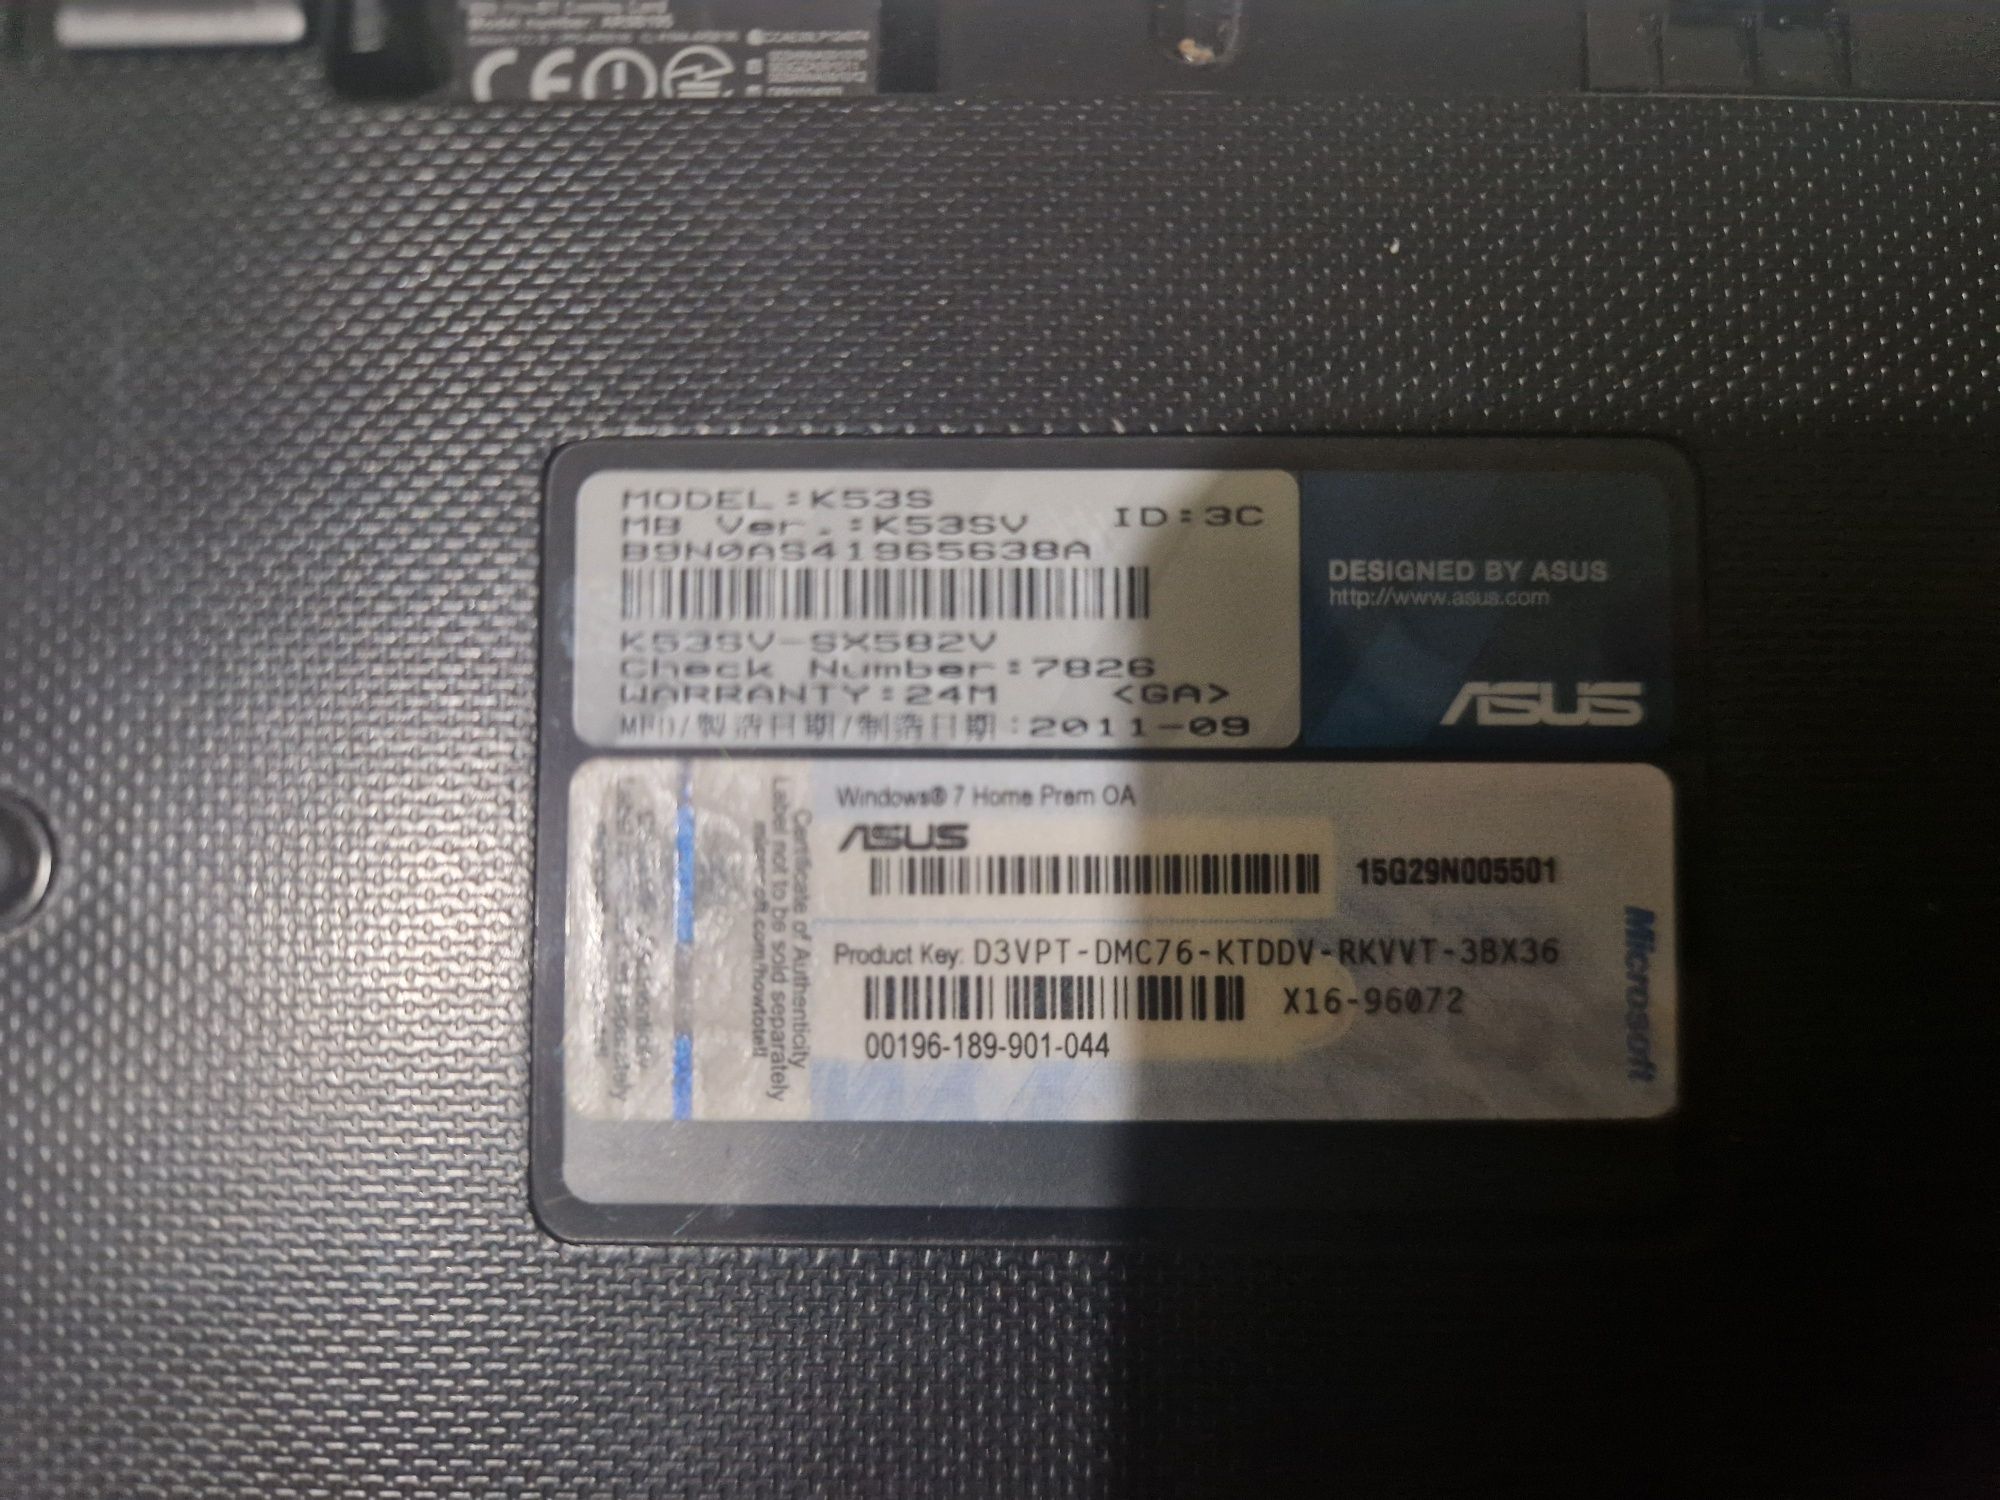 MODEL:K53S
MB Ver.:K53SV ID:3C
B9N0AS41965638A
K53SV-SX582V
Check Number:7826
WARRANTY:24M <GA>
MFD/製造日期/制造日期:2011-09
DESIGNED BY ASUS
http://www.asus.com
ASUS
Windows® 7 Home Prem OA
ASUS
15G29N005501
Product Key: D3VPT-DMC76-KTDDV-RKVVT-3BX36
X16-96072
00196-189-901-044
Certificate of Authenticity
Label not to be sold separately
microsoft.com/howtotell
Microsoft